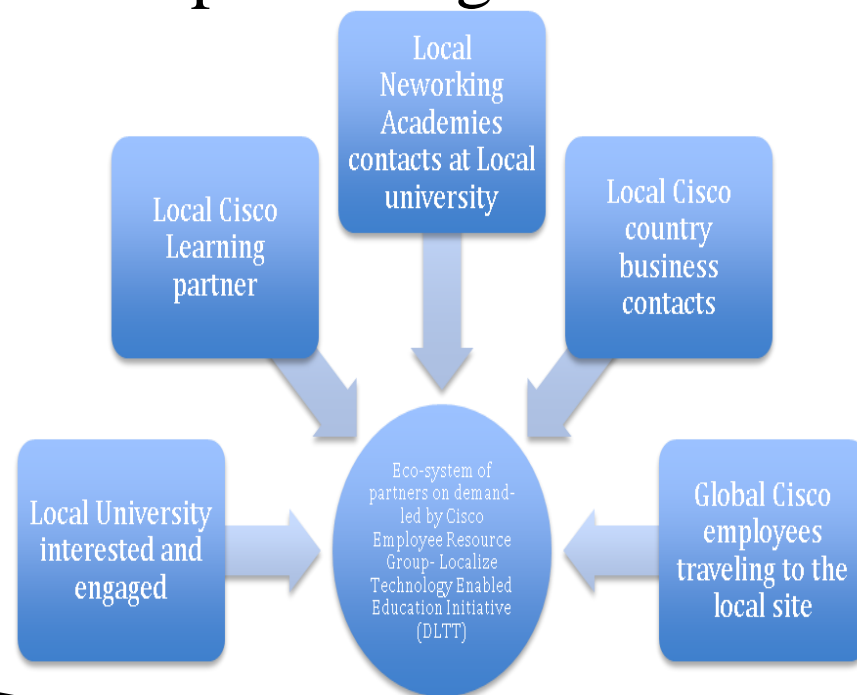 Local
Neworking
Academies
contacts at Local
university
Local Cisco
Learning
partner
Local Cisco
country
business
contacts
Local University
interested and
engaged
Eco-system of
partners on demand-
led by Cisco
Employee Resource
Group- Localize
Technology Enabled
Education Initiative
(DLTT)
Global Cisco
employees
traveling to the
local site